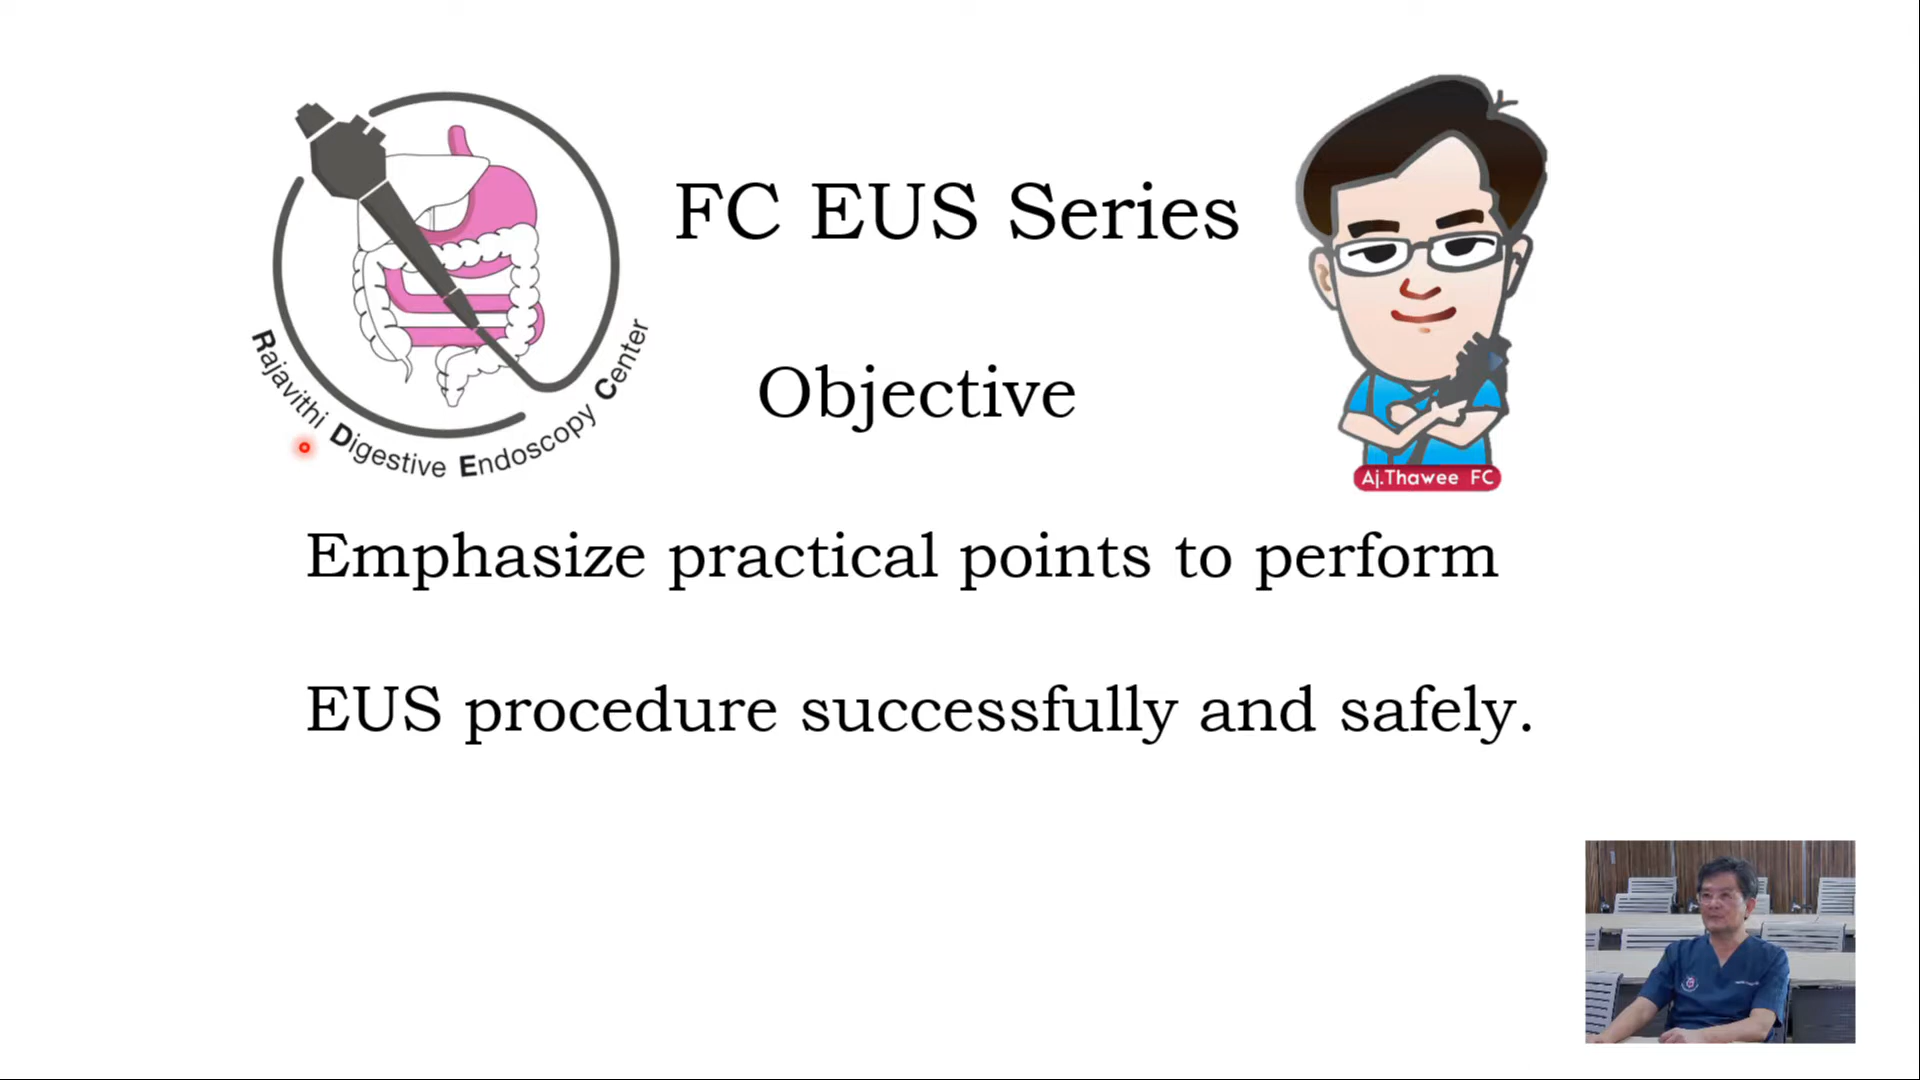 FC EUS Series
Objective
Rajavithi Digestive Endoscopy Center
Aj.Thawee FC
Emphasize practical points to perform
EUS procedure successfully and safely.